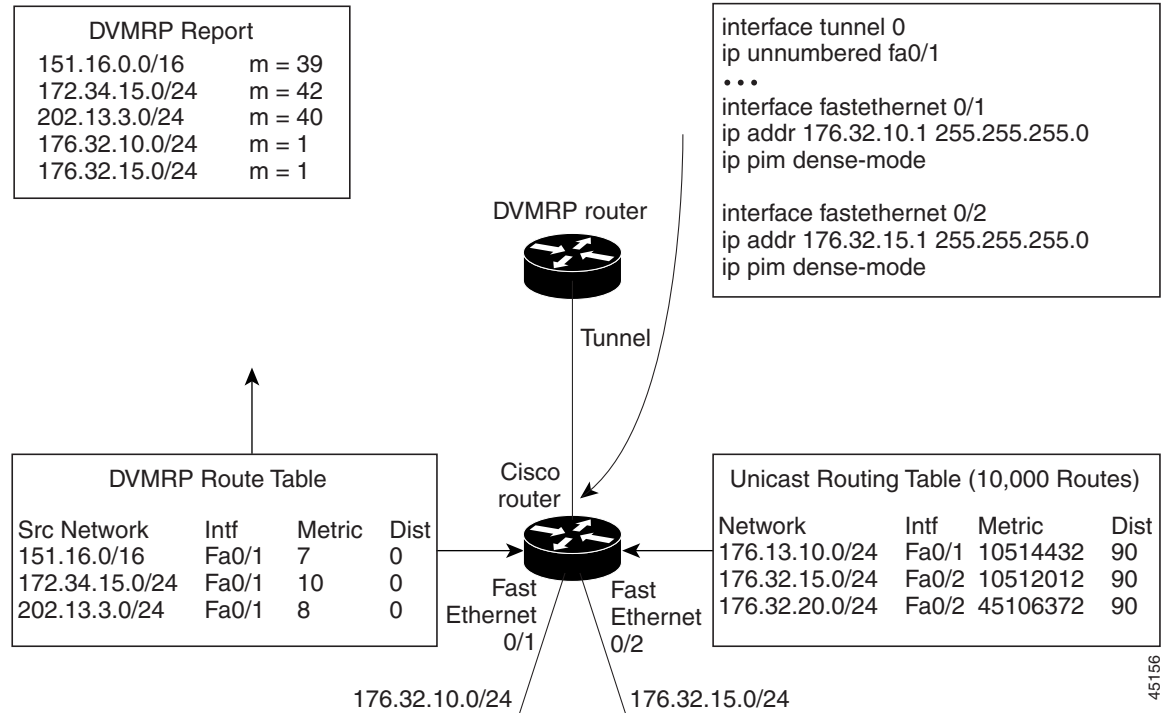 DVMRP Report
151.16.0.0/16 m = 39
172.34.15.0/24 m = 42
202.13.3.0/24 m = 40
176.32.10.0/24 m = 1
176.32.15.0/24 m = 1
interface tunnel 0
ip unnumbered fa0/1
• • •
interface fastethernet 0/1
ip addr 176.32.10.1 255.255.255.0
ip pim dense-mode
interface fastethernet 0/2
ip addr 176.32.15.1 255.255.255.0
ip pim dense-mode
DVMRP router
Tunnel
DVMRP Route Table
Src Network Intf Metric Dist
151.16.0/16 Fa0/1 7 0
172.34.15.0/24 Fa0/1 10 0
202.13.3.0/24 Fa0/1 8 0
Cisco
router
Unicast Routing Table (10,000 Routes)
Network Intf Metric Dist
176.13.10.0/24 Fa0/1 10514432 90
176.32.15.0/24 Fa0/2 10512012 90
176.32.20.0/24 Fa0/2 45106372 90
Fast
Ethernet
0/1
Fast
Ethernet
0/2
176.32.10.0/24
176.32.15.0/24
45156